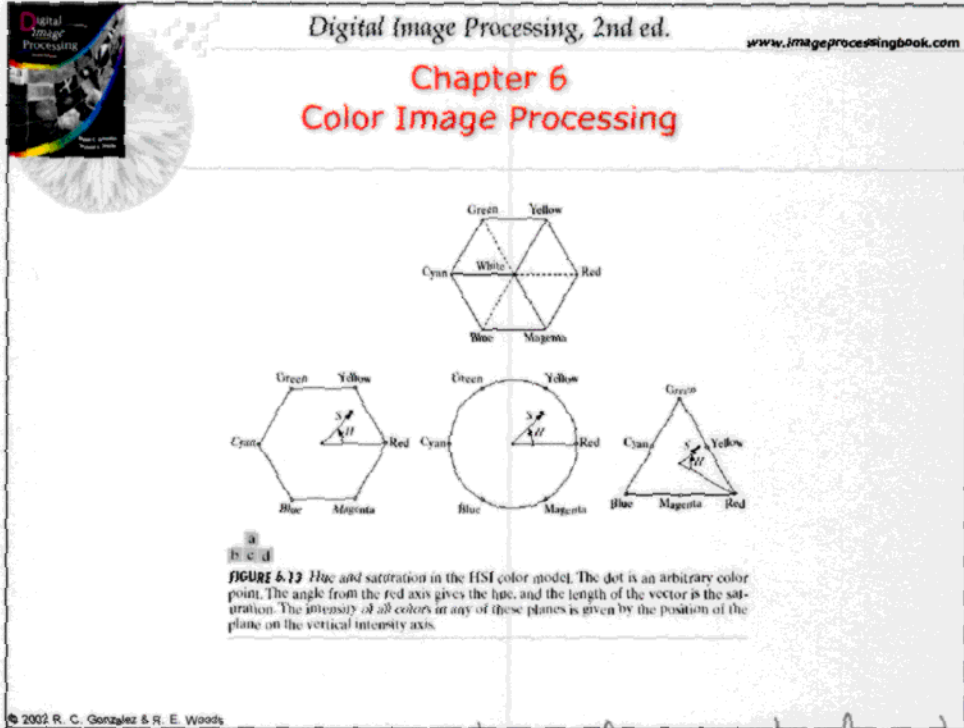 Digital Image Processing
Digital Image Processing, 2nd ed.
www.imageprocessingbook.com
Chapter 6
Color Image Processing
Green Yellow
Cyan White Red
Blue Magenta
Green Yellow
S
H
Cyan Red
Blue Magenta
Green Yellow
S
H
Cyan Red
Blue Magenta
Green
Cyan S Yellow
H
Blue Magenta Red
a
b c d
FIGURE 6.13 Hue and saturation in the HSI color model. The dot is an arbitrary color
point. The angle from the red axis gives the hue, and the length of the vector is the sat-
uration. The intensity of all colors in any of these planes is given by the position of the
plane on the vertical intensity axis.
© 2002 R. C. Gonzalez & R. E. Woods